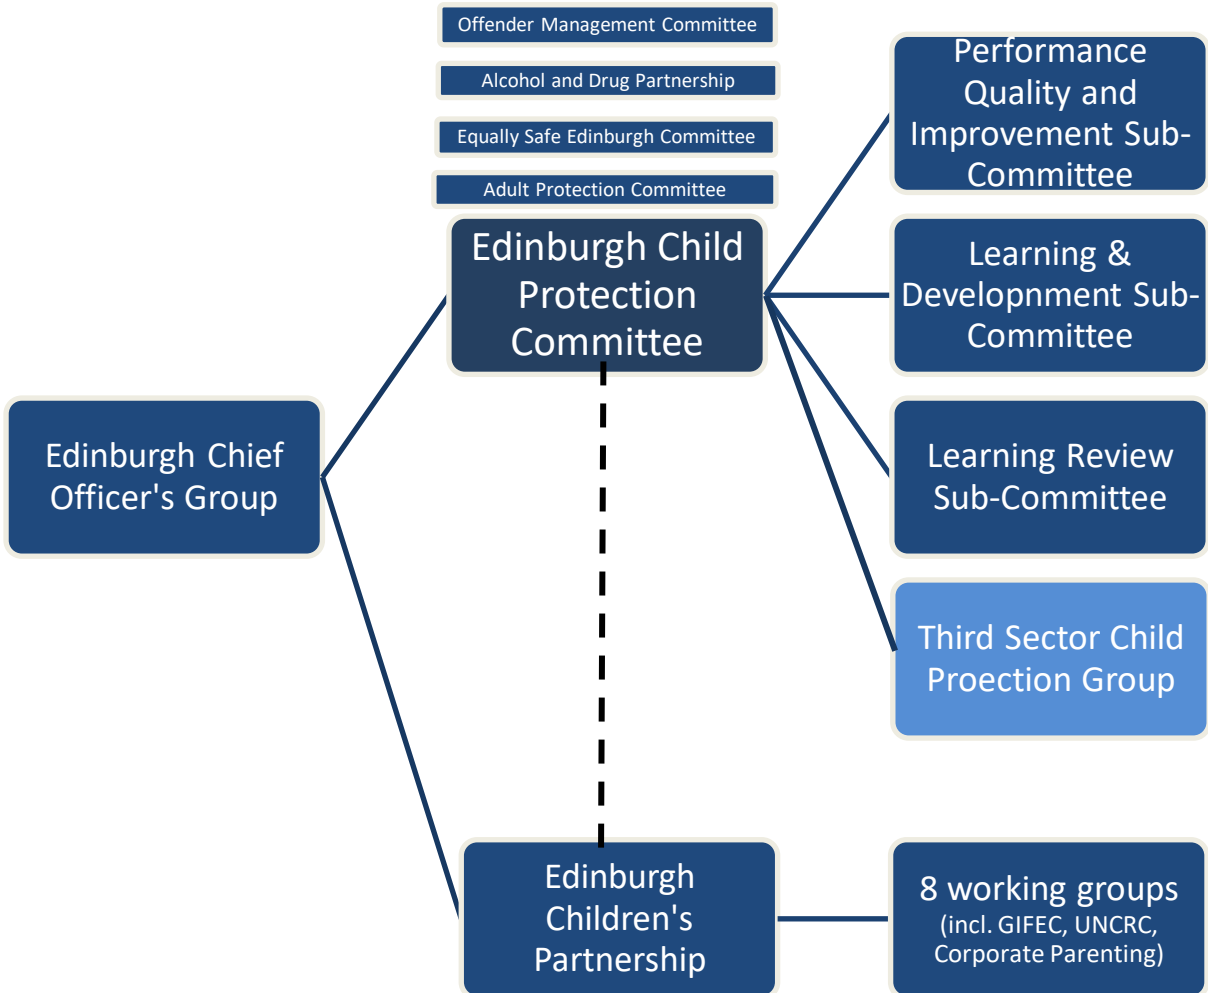 Offender Management Committee
Alcohol and Drug Partnership
Equally Safe Edinburgh Committee
Adult Protection Committee
Edinburgh Child
Protection
Committee
Edinburgh Chief
Officer's Group
Performance
Quality and
Improvement Sub-
Committee
Learning &
Developnment Sub-
Committee
Learning Review
Sub-Committee
Third Sector Child
Proection Group
Edinburgh
Children's
Partnership
8 working groups
(incl. GIFEC, UNCRC,
Corporate Parenting)